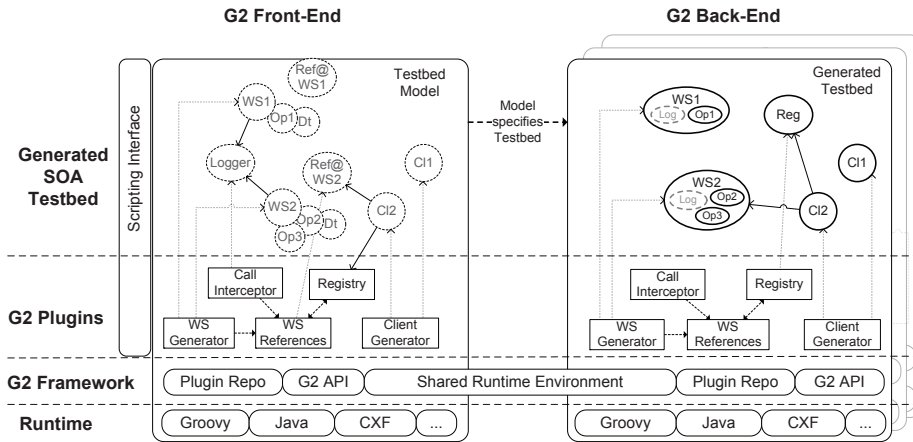 G2 Front-End
G2 Back-End
Generated
SOA
Testbed
G2 Plugins
G2 Framework
Runtime
Scripting Interface
Testbed
Model
Ref@
WS1
WS1
Op1
Dt
Logger
Ref@
WS2
Cl1
WS2
Op2
Dt
Op3
Cl2
Call
Interceptor
Registry
WS
Generator
WS
References
Client
Generator
Model
specifies
Testbed
Generated
Testbed
WS1
Log
Op1
Reg
Cl1
WS2
Log
Op2
Op3
Cl2
Call
Interceptor
Registry
WS
Generator
WS
References
Client
Generator
Plugin Repo
G2 API
Shared Runtime Environment
Plugin Repo
G2 API
Groovy
Java
CXF
...
Groovy
Java
CXF
...